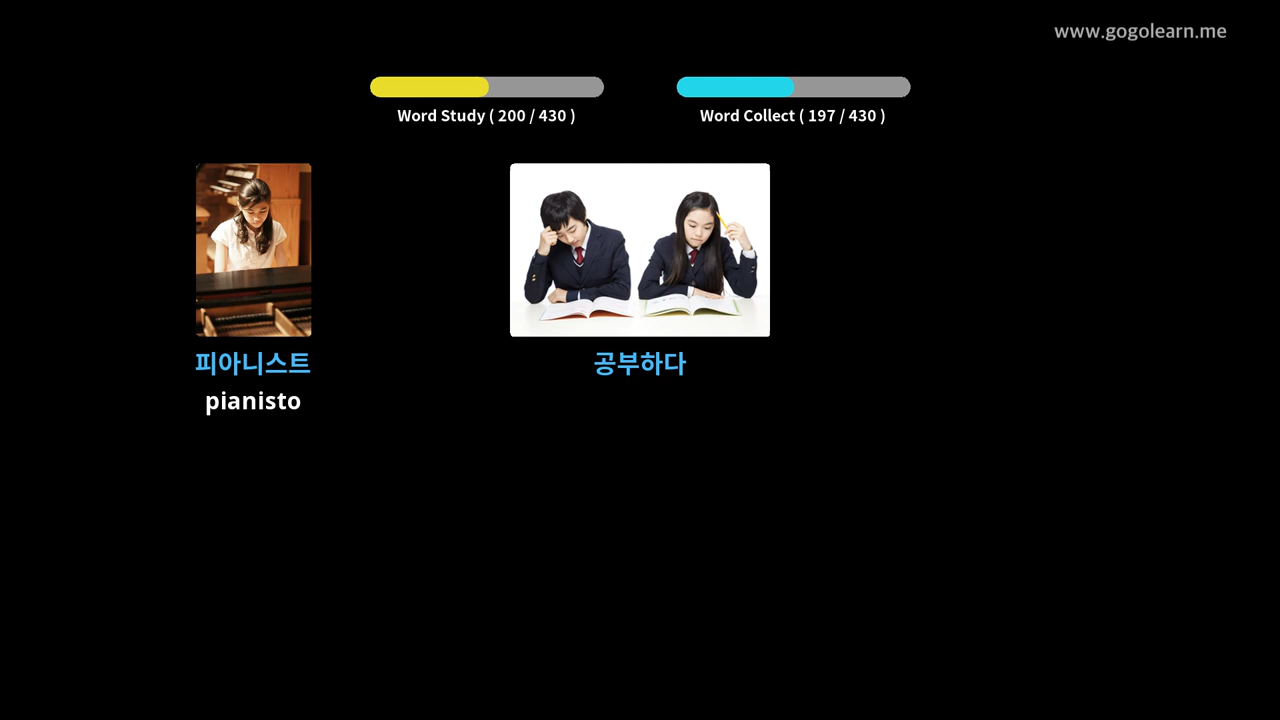 www.gogolearn.me
Word Study ( 200 / 430 )
Word Collect ( 197 / 430 )
피아니스트
pianisto
공부하다